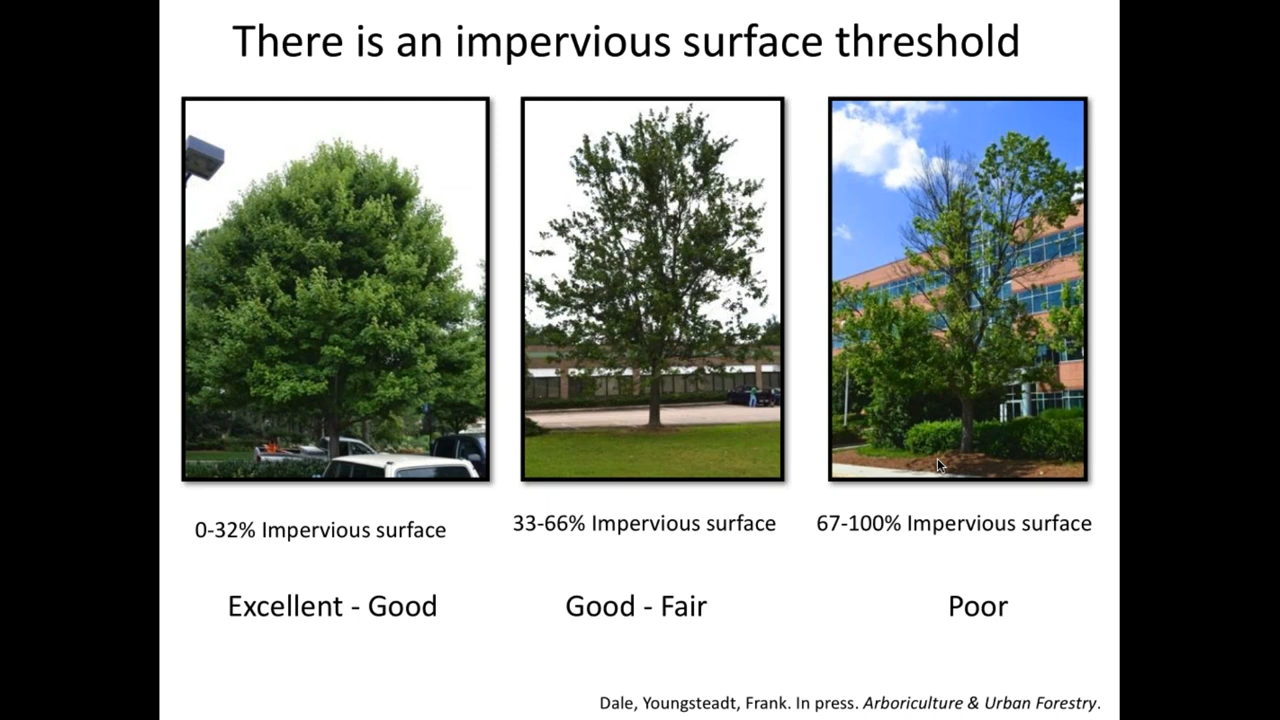 There is an impervious surface threshold
0-32% Impervious surface
33-66% Impervious surface
67-100% Impervious surface
Excellent - Good
Good - Fair
Poor
Dale, Youngsteadt, Frank. In press. Arboriculture & Urban Forestry.